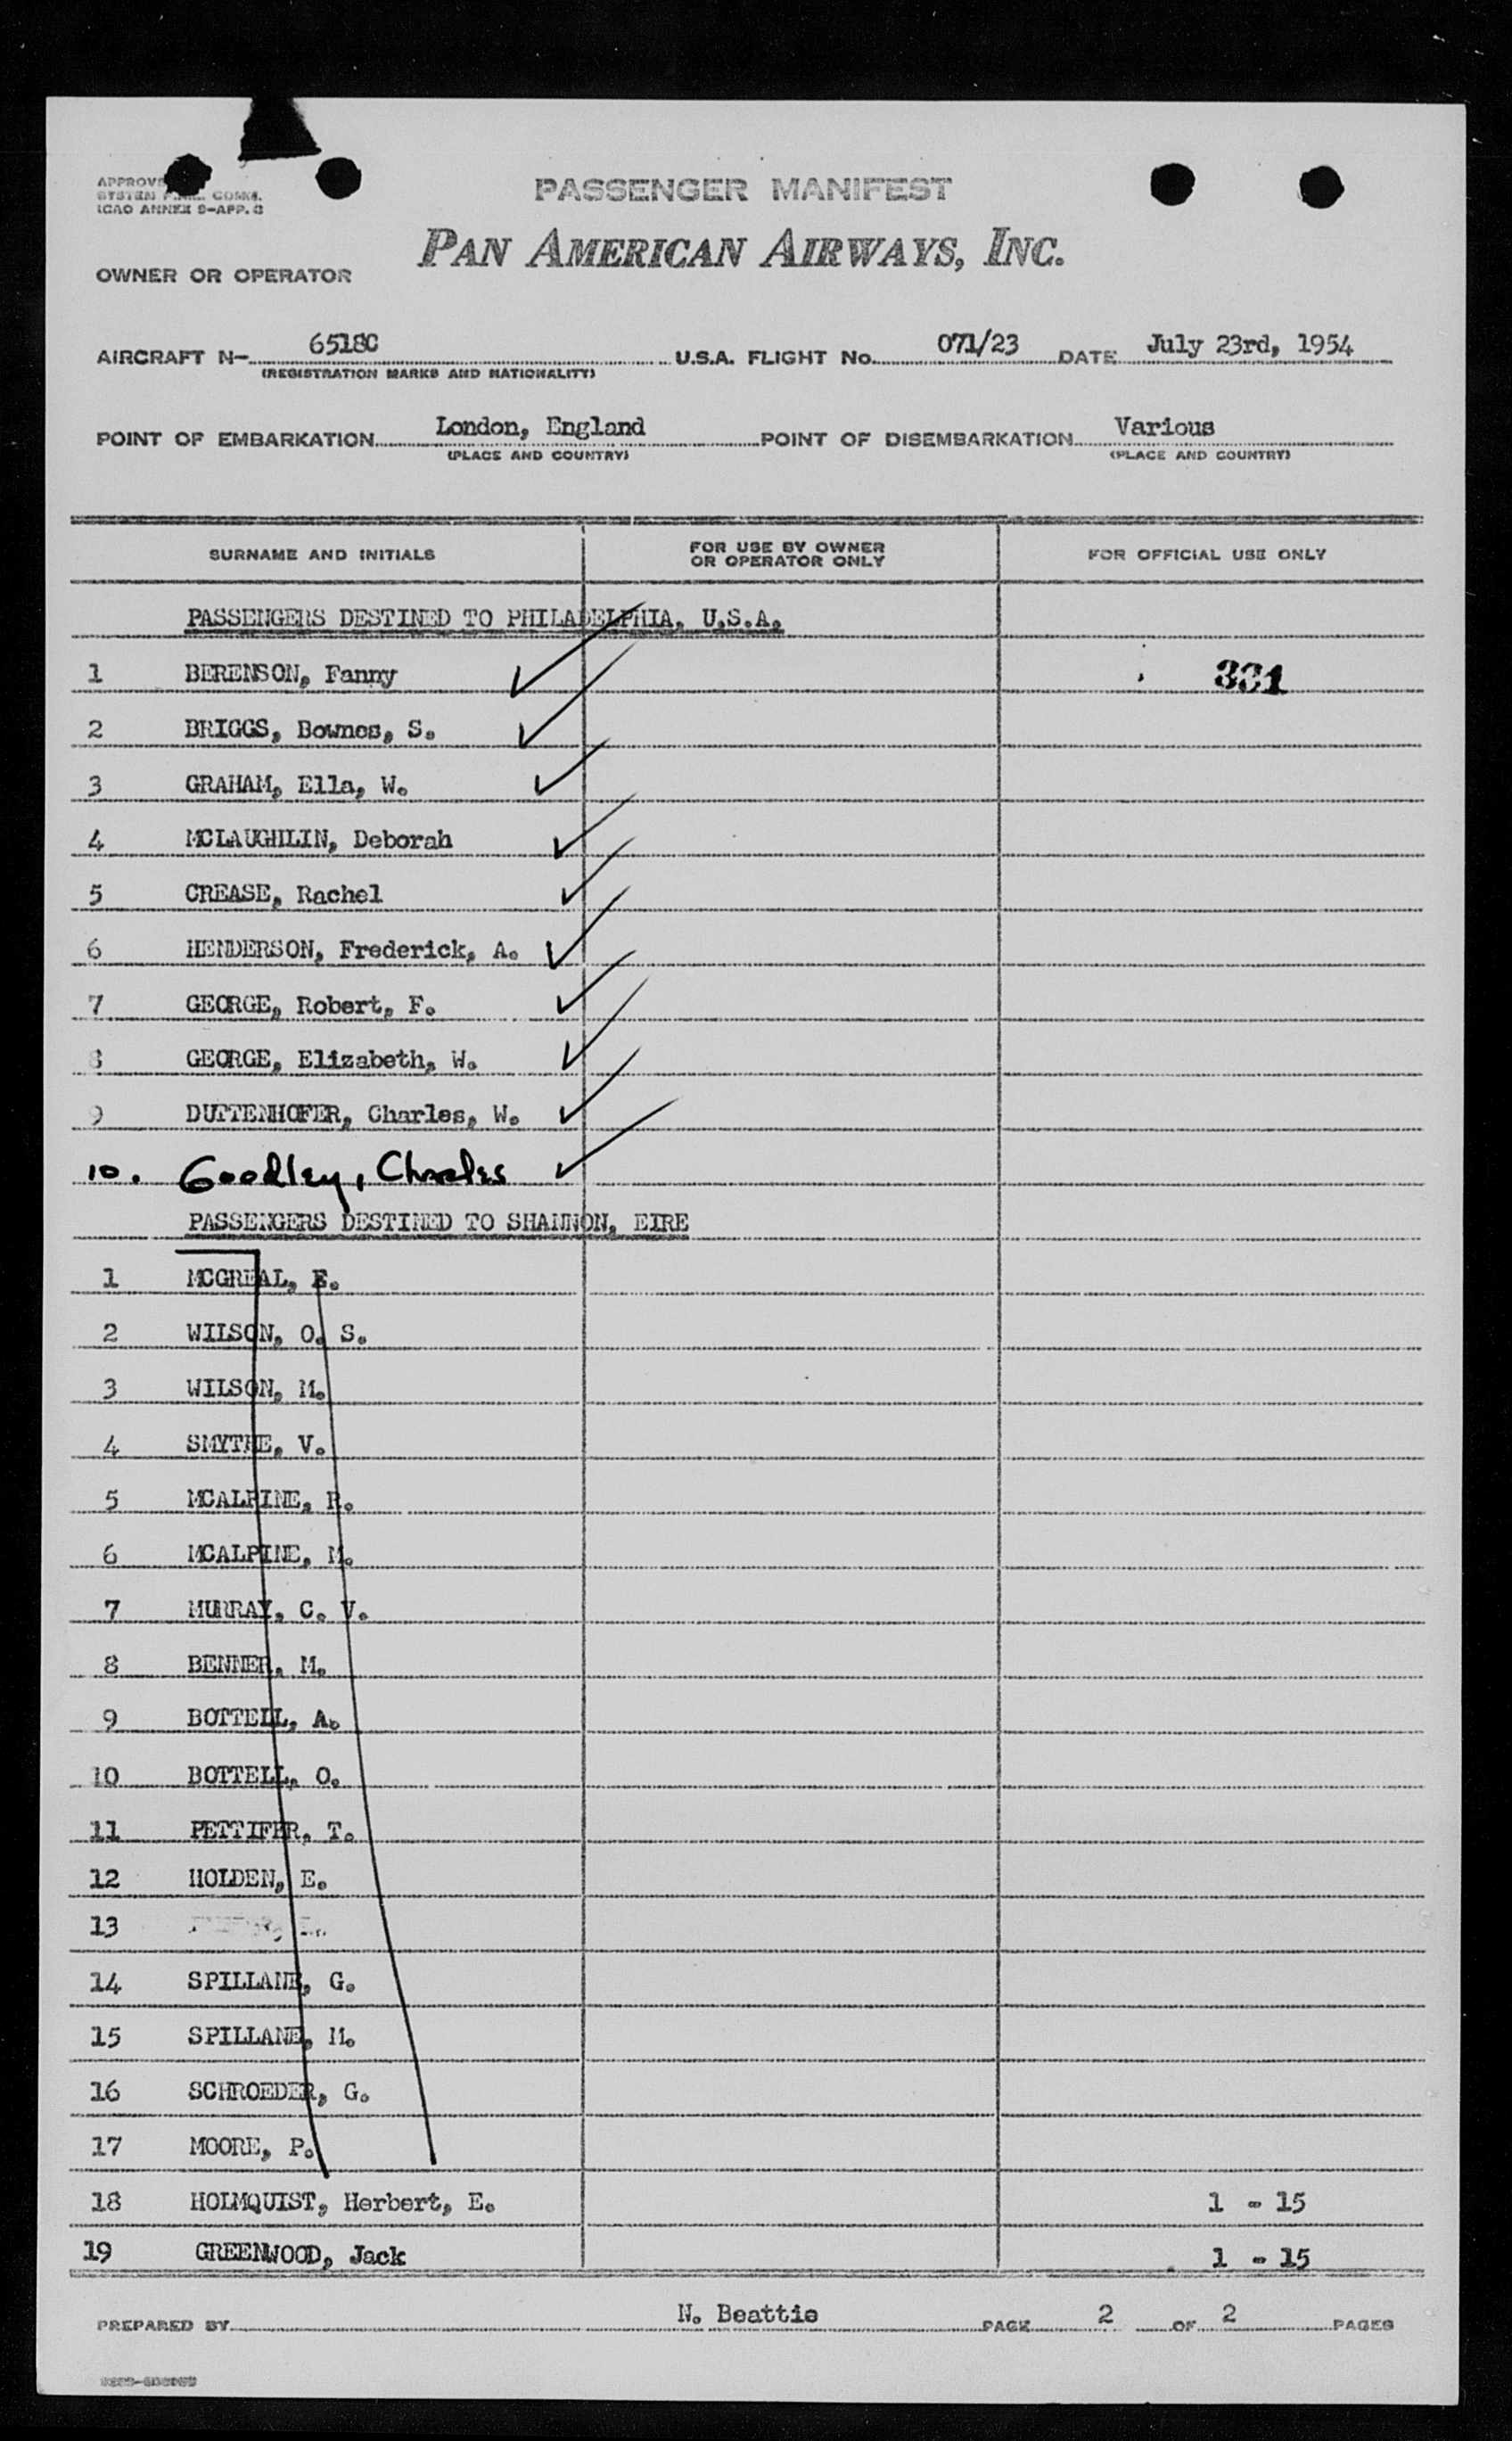 PASSENGER MANIFEST
ICAO ANNEX 9-APP. C
PAN AMERICAN AIRWAYS, INC.
OWNER OR OPERATOR
AIRCRAFT N- 6518C U.S.A. FLIGHT No. 071/23 DATE July 23rd, 1954
(REGISTRATION MARKS AND NATIONALITY)
POINT OF EMBARKATION London, England POINT OF DISEMBARKATION Various
(PLACE AND COUNTRY) (PLACE AND COUNTRY)
SURNAME AND INITIALS FOR USE BY OWNER OR OPERATOR ONLY FOR OFFICIAL USE ONLY
PASSENGERS DESTINED TO PHILADELPHIA, U.S.A.
1 BERENSON, Fanny 331
2 BRIGGS, Bownes, S.
3 GRAHAM, Ella, W.
4 MCLAUGHLIN, Deborah
5 CREASE, Rachel
6 HENDERSON, Frederick, A.
7 GEORGE, Robert, F.
8 GEORGE, Elizabeth, W.
9 DUTTENHOFER, Charles, W.
10. Goodley, Charles
PASSENGERS DESTINED TO SHANNON, EIRE
1 MCGREAL, E.
2 WILSON, O. S.
3 WILSON, M.
4 SMYTHE, V.
5 MCALPINE, R.
6 MCALPINE, M.
7 MURRAY, C. V.
8 BENNER, M.
9 BOTTELL, A.
10 BOTTELL, O.
11 PETTIFER, T.
12 HOLDEN, E.
13
14 SPILLANE, G.
15 SPILLANE, M.
16 SCHROEDER, G.
17 MOORE, P.
18 HOLMQUIST, Herbert, E. 1 - 15
19 GREENWOOD, Jack 1 - 15
PREPARED BY N. Beattie PAGE 2 OF 2 PAGES